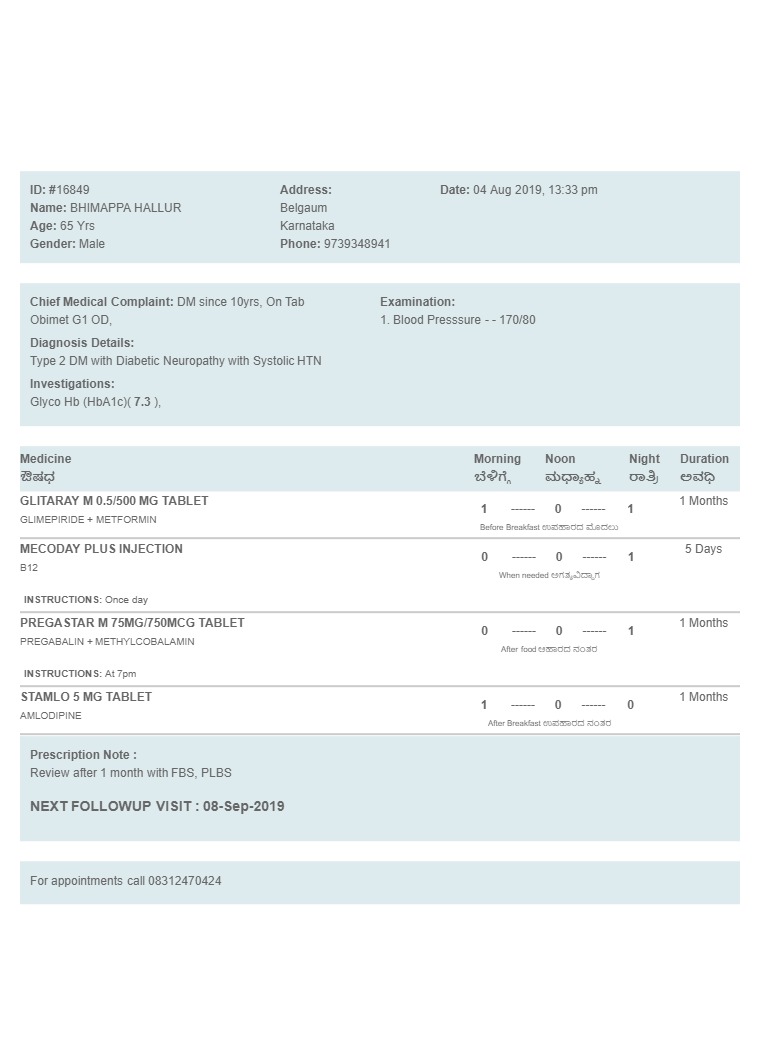 ID: #16849
Name: BHIMAPPA HALLUR
Age: 65 Yrs
Gender: Male
Address:
Belgaum
Karnataka
Phone: 9739348941
Date: 04 Aug 2019, 13:33 pm
Chief Medical Complaint: DM since 10yrs, On Tab
Obimet G1 OD,
Diagnosis Details:
Type 2 DM with Diabetic Neuropathy with Systolic HTN
Investigations:
Glyco Hb (HbA1c)( 7.3 ),
Examination:
1. Blood Presssure - - 170/80
Medicine Morning Noon Night Duration
ಔಷಧ ಬೆಳಿಗ್ಗೆ ಮಧ್ಯಾಹ್ನ ರಾತ್ರಿ ಅವಧಿ
GLITARAY M 0.5/500 MG TABLET 1 ------ 0 ------ 1 1 Months
GLIMEPIRIDE + METFORMIN
Before Breakfast ಉಪಹಾರದ ಮೊದಲು
MECODAY PLUS INJECTION 0 ------ 0 ------ 1 5 Days
B12
When needed ಅಗತ್ಯವಿದ್ದಾಗ
INSTRUCTIONS: Once day
PREGASTAR M 75MG/750MCG TABLET 0 ------ 0 ------ 1 1 Months
PREGABALIN + METHYLCOBALAMIN
After food ಆಹಾರದ ನಂತರ
INSTRUCTIONS: At 7pm
STAMLO 5 MG TABLET 1 ------ 0 ------ 0 1 Months
AMLODIPINE
After Breakfast ಉಪಹಾರದ ನಂತರ
Prescription Note :
Review after 1 month with FBS, PLBS
NEXT FOLLOWUP VISIT : 08-Sep-2019
For appointments call 08312470424